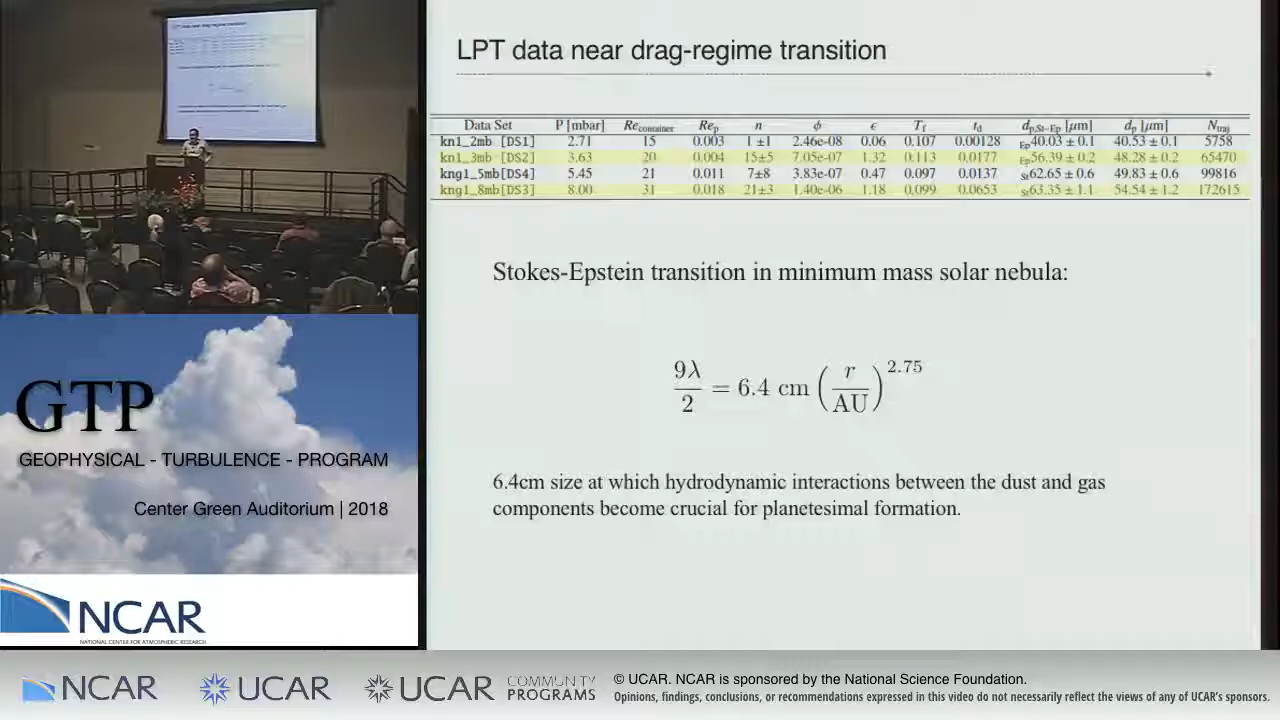 LPT data near drag-regime transition
Data Set P [mbar] Re_container Re_p n ϕ ϵ T_f t_d d_p,St−Ep [μm] d_p [μm] N_traj
kn1_2mb [DS1] 2.71 15 0.003 1 ±1 2.46e-08 0.06 0.107 0.00128 Ep40.03 ± 0.1 40.53 ± 0.1 5758
kn1_3mb [DS2] 3.63 20 0.004 15±5 7.05e-07 1.32 0.113 0.0177 Ep56.39 ± 0.2 48.28 ± 0.2 65470
kng1_5mb[DS4] 5.45 21 0.011 7±8 3.83e-07 0.47 0.097 0.0137 St62.65 ± 0.6 49.83 ± 0.6 99816
kng1_8mb[DS3] 8.00 31 0.018 21±3 1.40e-06 1.18 0.099 0.0653 St63.35 ± 1.1 54.54 ± 1.2 172615
Stokes-Epstein transition in minimum mass solar nebula:
9λ/2 = 6.4 cm (r/AU)^2.75
6.4cm size at which hydrodynamic interactions between the dust and gas
components become crucial for planetesimal formation.
LPT data near drag-regime transition
GTP
GEOPHYSICAL - TURBULENCE - PROGRAM
Center Green Auditorium | 2018
NCAR
NATIONAL CENTER FOR ATMOSPHERIC RESEARCH
NCAR UCAR UCAR COMMUNITY PROGRAMS
© UCAR. NCAR is sponsored by the National Science Foundation.
Opinions, findings, conclusions, or recommendations expressed in this video do not necessarily reflect the views of any of UCAR's sponsors.